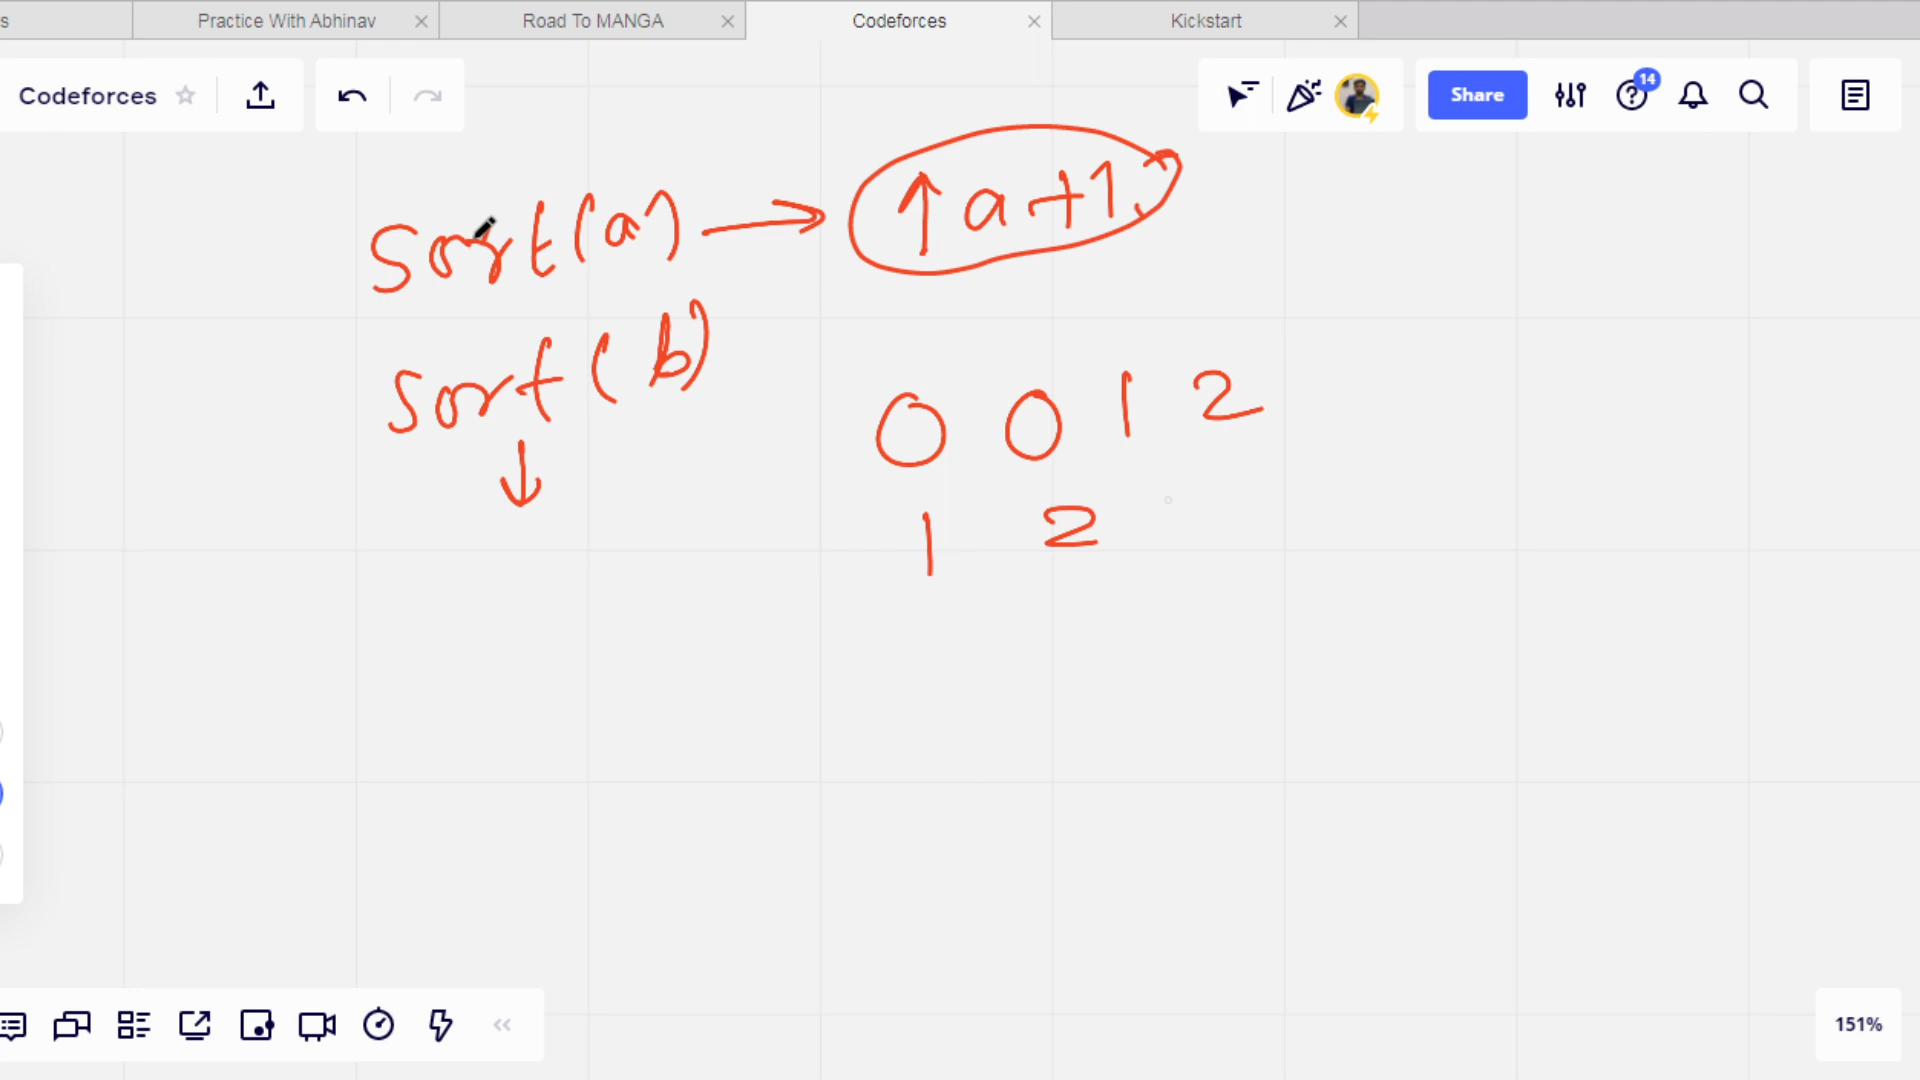 s Practice With Abhinav Road To MANGA Codeforces Kickstart
Codeforces Share 14
Sort(a) → ↑ a+1,
Sort(b)
↓
0 0 1 2
1 2
151%